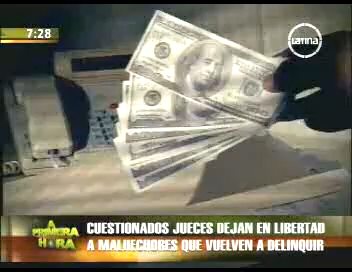 7:28
LATINA
A PRIMERA
HORA
CUESTIONADOS JUECES DEJAN EN LIBERTAD
A MALHECHORES QUE VUELVEN A DELINQUIR